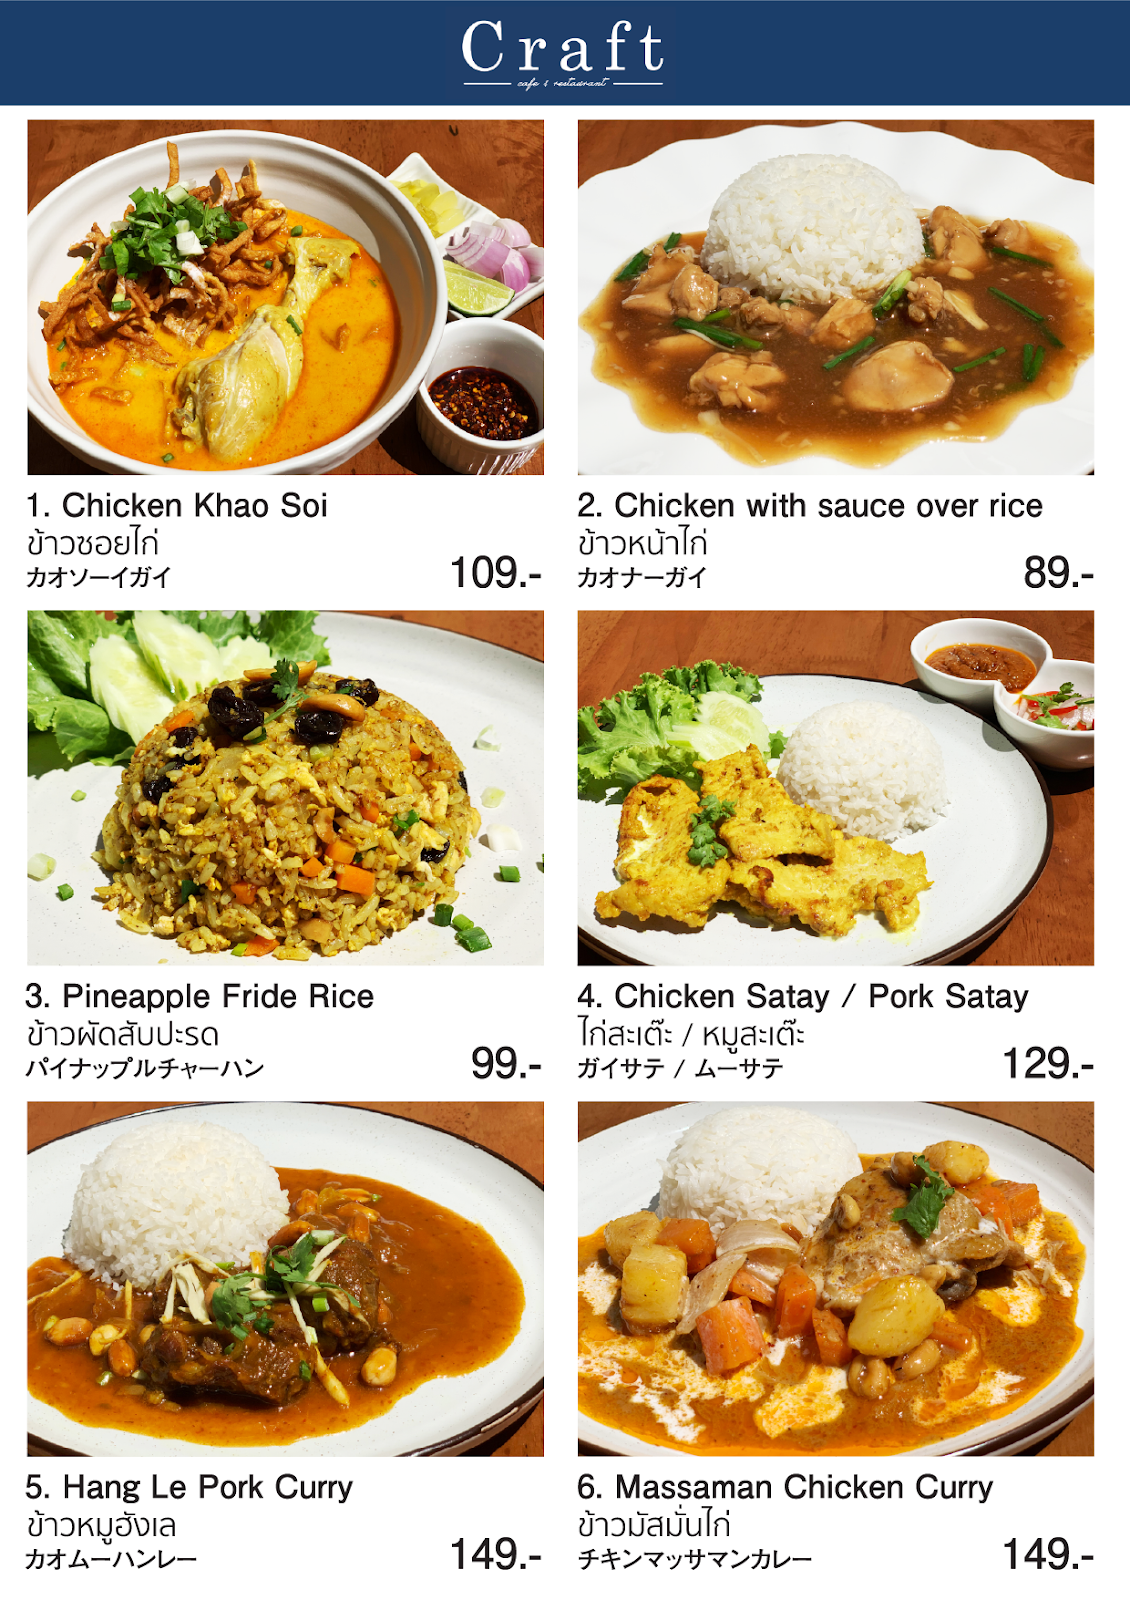 Craft
cafe & restaurant
1. Chicken Khao Soi
ข้าวซอยไก่
カオソーイガイ
109.-
2. Chicken with sauce over rice
ข้าวหน้าไก่
カオナーガイ
89.-
3. Pineapple Fride Rice
ข้าวผัดสับปะรด
パイナップルチャーハン
99.-
4. Chicken Satay / Pork Satay
ไก่สะเต๊ะ / หมูสะเต๊ะ
ガイサテ / ムーサテ
129.-
5. Hang Le Pork Curry
ข้าวหมูฮังเล
カオムーハンレー
149.-
6. Massaman Chicken Curry
ข้าวมัสมั่นไก่
チキンマッサマンカレー
149.-